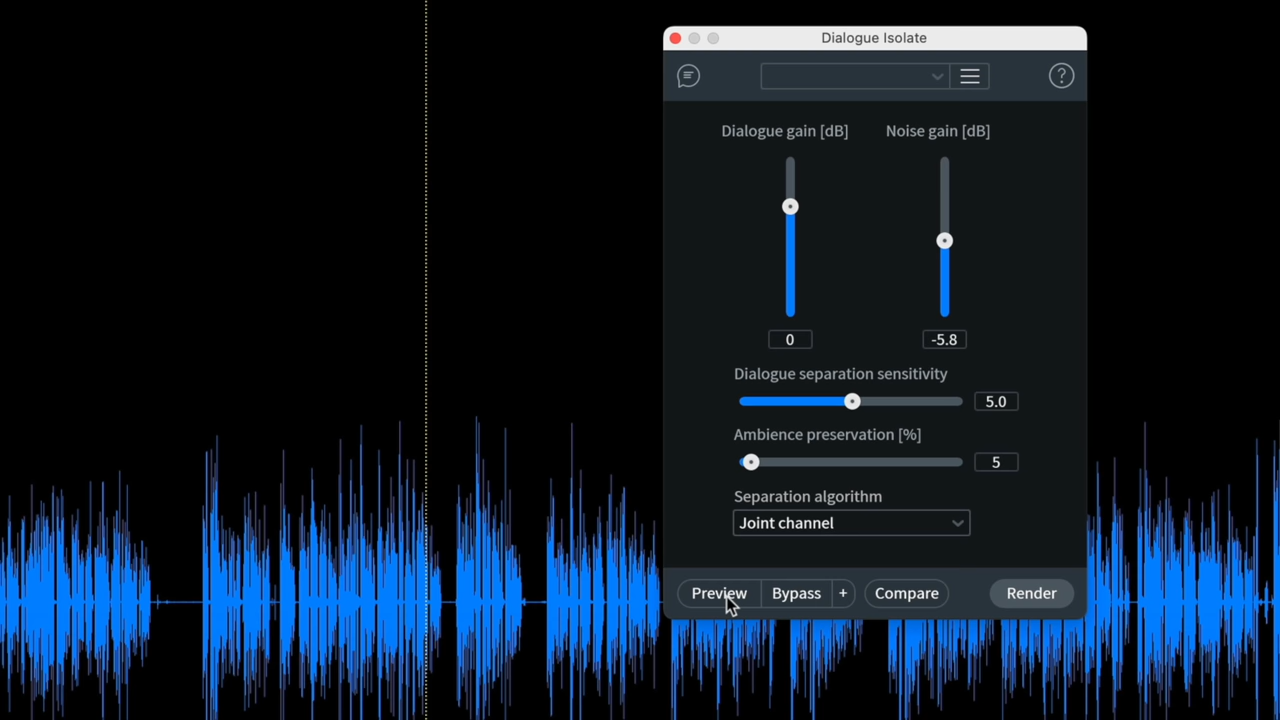 Dialogue Isolate
?
Dialogue gain [dB] Noise gain [dB]
0 -5.8
Dialogue separation sensitivity
5.0
Ambience preservation [%]
5
Separation algorithm
Joint channel
Preview Bypass + Compare Render